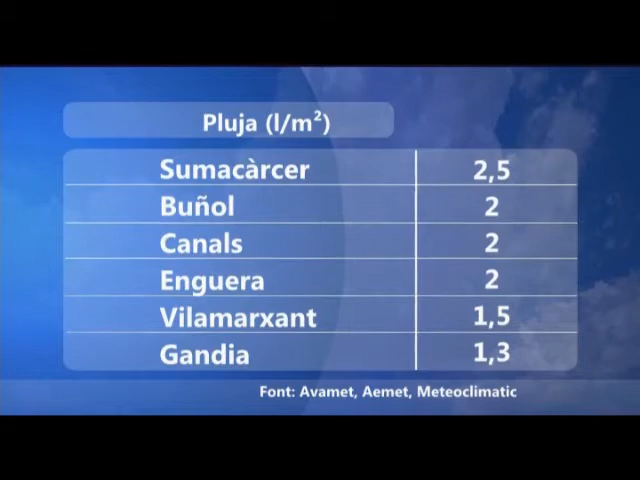 Pluja (l/m²)
Sumacàrcer 2,5
Buñol 2
Canals 2
Enguera 2
Vilamarxant 1,5
Gandia 1,3
Font: Avamet, Aemet, Meteoclimatic